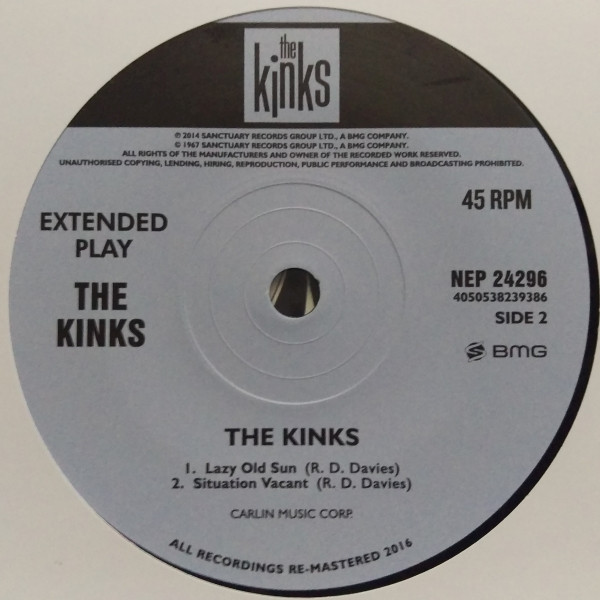 the
kinks
℗ 2014 SANCTUARY RECORDS GROUP LTD., A BMG COMPANY.
© 1967 SANCTUARY RECORDS GROUP LTD., A BMG COMPANY.
ALL RIGHTS OF THE MANUFACTURERS AND OWNER OF THE RECORDED WORK RESERVED.
UNAUTHORISED COPYING, LENDING, HIRING, REPRODUCTION, PUBLIC PERFORMANCE AND BROADCASTING PROHIBITED.
45 RPM
EXTENDED
PLAY
THE
KINKS
NEP 24296
4050538239386
SIDE 2
BMG
THE KINKS
1. Lazy Old Sun (R. D. Davies)
2. Situation Vacant (R. D. Davies)
CARLIN MUSIC CORP.
ALL RECORDINGS RE-MASTERED 2016